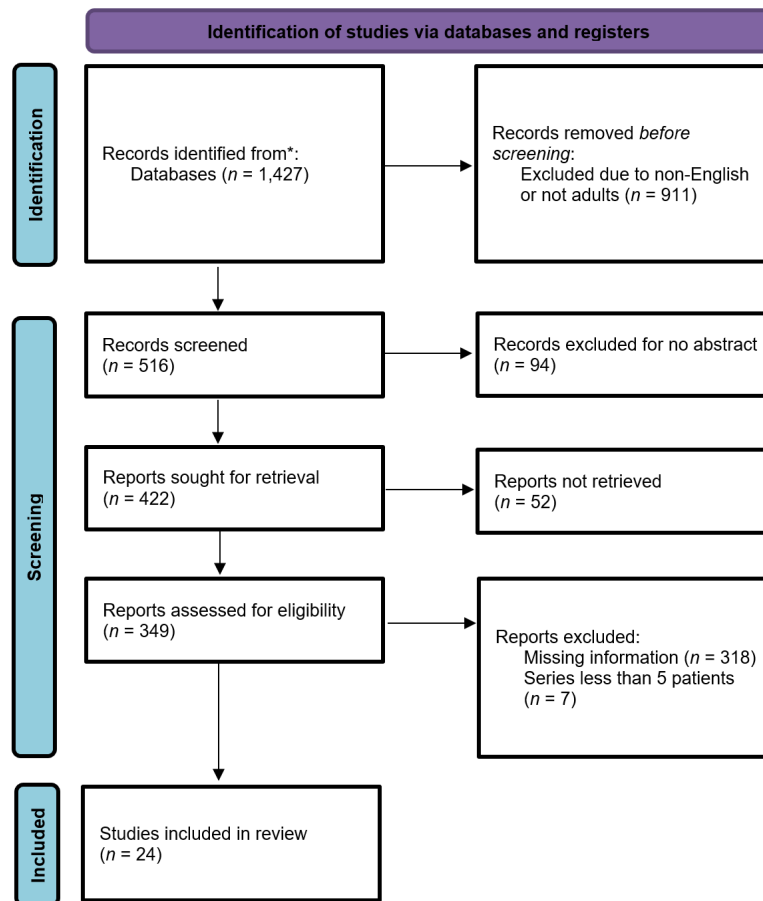 Identification of studies via databases and registers
Identification
Records identified from*:
Databases (n = 1,427)
Records removed before
screening:
Excluded due to non-English
or not adults (n = 911)
Screening
Records screened
(n = 516)
Records excluded for no abstract
(n = 94)
Reports sought for retrieval
(n = 422)
Reports not retrieved
(n = 52)
Reports assessed for eligibility
(n = 349)
Reports excluded:
Missing information (n = 318)
Series less than 5 patients
(n = 7)
Included
Studies included in review
(n = 24)